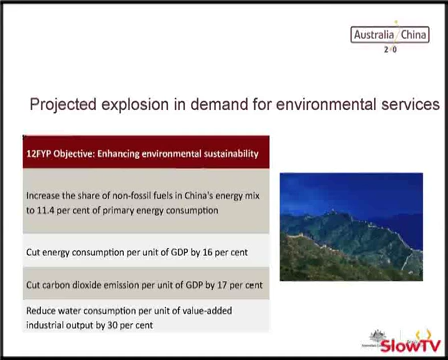 Australia China
2 0
Projected explosion in demand for environmental services
12FYP Objective: Enhancing environmental sustainability
Increase the share of non-fossil fuels in China's energy mix
to 11.4 per cent of primary energy consumption
Cut energy consumption per unit of GDP by 16 per cent
Cut carbon dioxide emission per unit of GDP by 17 per cent
Reduce water consumption per unit of value-added
industrial output by 30 per cent
SlowTV